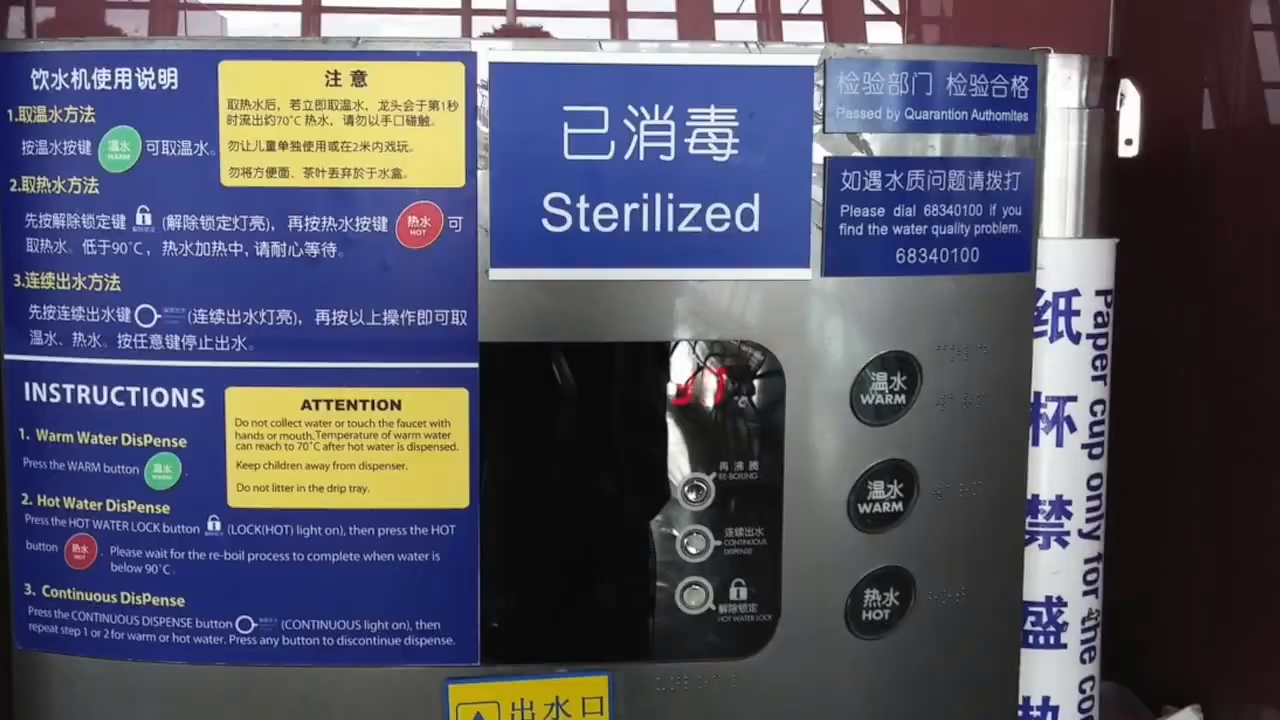 饮水机使用说明
1.取温水方法
按温水按键 温水 WARM 可取温水。
2.取热水方法
先按解除锁定键 (解除锁定灯亮)，再按热水按键 热水 HOT 可
取热水。低于90℃，热水加热中，请耐心等待。
3.连续出水方法
先按连续出水键 (连续出水灯亮)，再按以上操作即可取
温水、热水。按任意键停止出水。
注意
取热水后，若立即取温水，龙头会于第1秒
时流出约70℃热水，请勿以手口碰触。
勿让儿童单独使用或在2米内戏玩。
勿将方便面、茶叶丢弃於于水盒。
INSTRUCTIONS
1. Warm Water DisPense
Press the WARM button 温水 WARM .
2. Hot Water DisPense
Press the HOT WATER LOCK button (LOCK(HOT) light on), then press the HOT
button 热水 HOT . Please wait for the re-boil process to complete when water is
below 90℃.
3. Continuous DisPense
Press the CONTINUOUS DISPENSE button (CONTINUOUS light on), then
repeat step 1 or 2 for warm or hot water. Press any button to discontinue dispense.
ATTENTION
Do not collect water or touch the faucet with
hands or mouth.Temperature of warm water
can reach to 70℃ after hot water is dispensed.
Keep children away from dispenser.
Do not litter in the drip tray.
已消毒
Sterilized
检验部门 检验合格
Passed by Quarantion Authomites
如遇水质问题请拨打
Please dial 68340100 if you
find the water quality problem.
68340100
再沸腾
RE-BOILING
连续出水
CONTINUOUS
DISPENSE
解除锁定
HOT WATER LOCK
温水
WARM
温水
WARM
热水
HOT
出水口
纸杯禁盛热
Paper cup only for the